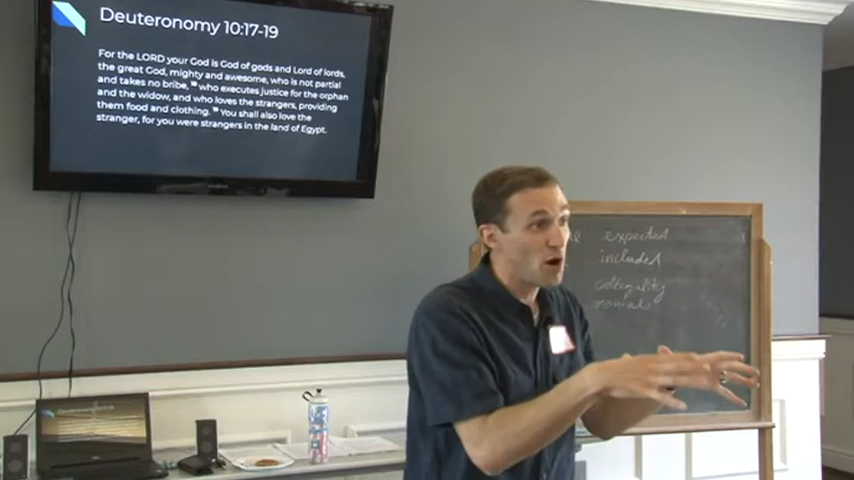 Deuteronomy 10:17-19
For the LORD your God is God of gods and Lord of lords,
the great God, mighty and awesome, who is not partial
and takes no bribe, 18 who executes justice for the orphan
and the widow, and who loves the strangers, providing
them food and clothing. 19 You shall also love the
stranger, for you were strangers in the land of Egypt.
expected
included
collegiality